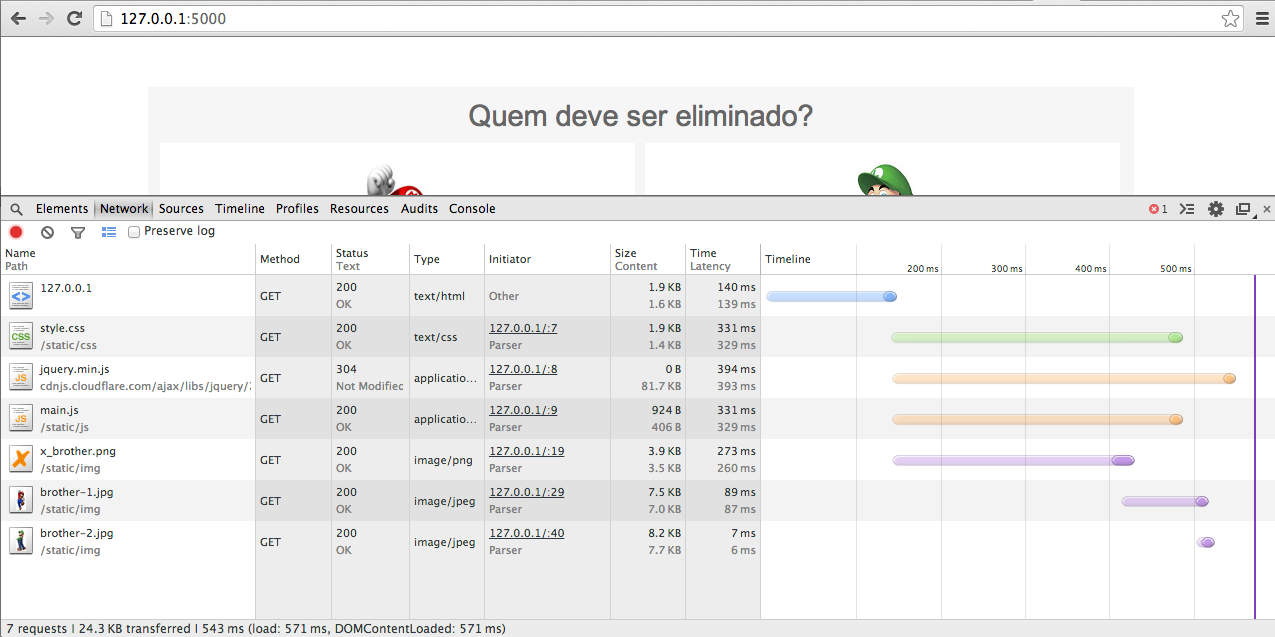 127.0.0.1:5000
Quem deve ser eliminado?
Elements Network Sources Timeline Profiles Resources Audits Console 1
Preserve log
Name Path Method Status Text Type Initiator Size Content Time Latency Timeline 200 ms 300 ms 400 ms 500 ms
127.0.0.1 GET 200 OK text/html Other 1.9 KB 1.6 KB 140 ms 139 ms
style.css /static/css GET 200 OK text/css 127.0.0.1/:7 Parser 1.9 KB 1.4 KB 331 ms 329 ms
jquery.min.js cdnjs.cloudflare.com/ajax/libs/jquery/ GET 304 Not Modified applicatio... 127.0.0.1/:8 Parser 0 B 81.7 KB 394 ms 393 ms
main.js /static/js GET 200 OK applicatio... 127.0.0.1/:9 Parser 924 B 406 B 331 ms 329 ms
x_brother.png /static/img GET 200 OK image/png 127.0.0.1/:19 Parser 3.9 KB 3.5 KB 273 ms 260 ms
brother-1.jpg /static/img GET 200 OK image/jpeg 127.0.0.1/:29 Parser 7.5 KB 7.0 KB 89 ms 87 ms
brother-2.jpg /static/img GET 200 OK image/jpeg 127.0.0.1/:40 Parser 8.2 KB 7.7 KB 7 ms 6 ms
7 requests | 24.3 KB transferred | 543 ms (load: 571 ms, DOMContentLoaded: 571 ms)